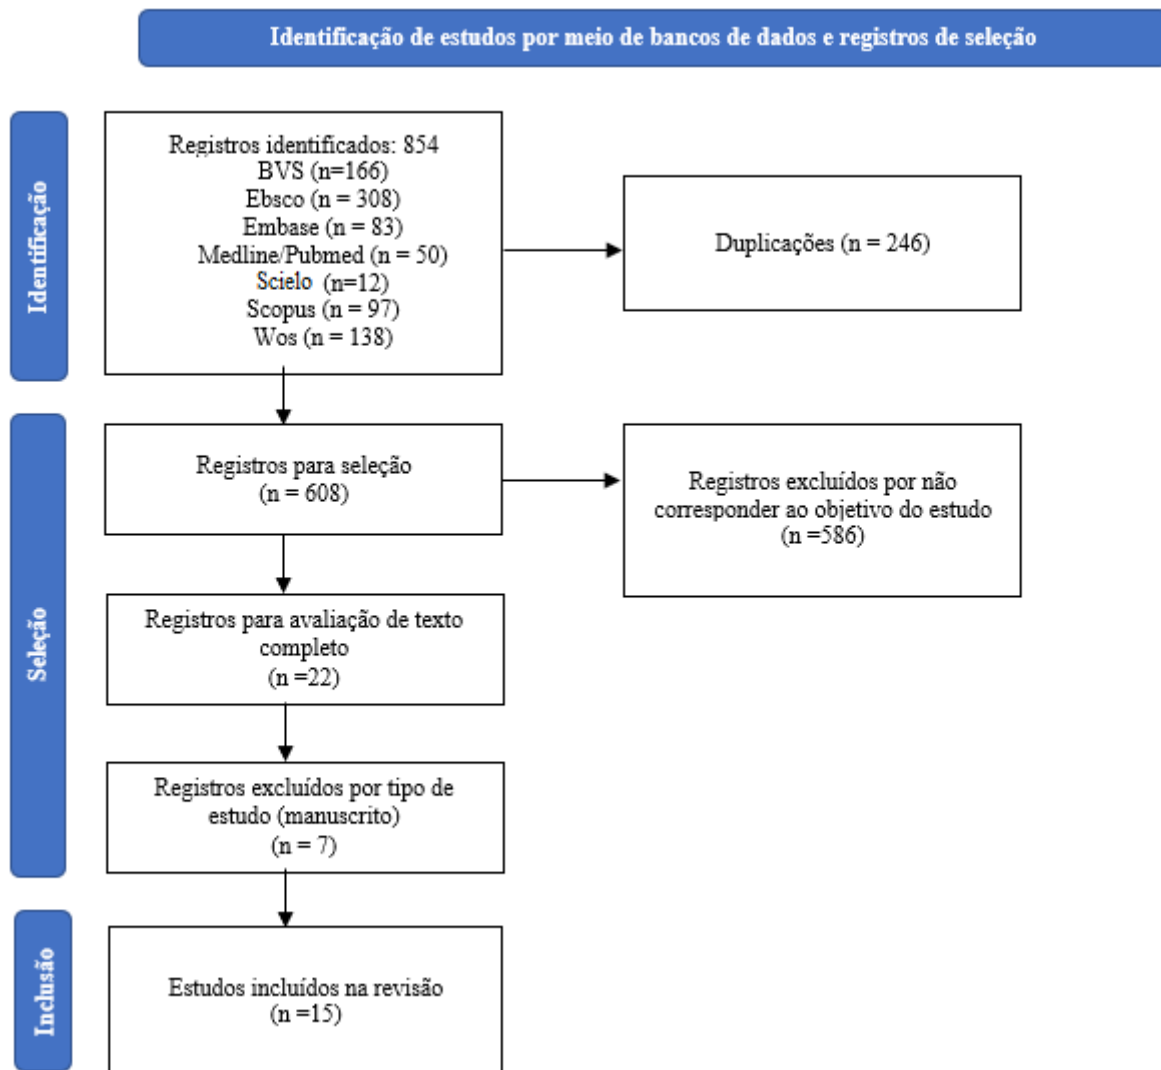 Identificação de estudos por meio de bancos de dados e registros de seleção
Identificação
Registros identificados: 854
BVS (n=166)
Ebsco (n = 308)
Embase (n = 83)
Medline/Pubmed (n = 50)
Scielo (n=12)
Scopus (n = 97)
Wos (n = 138)
Duplicações (n = 246)
Seleção
Registros para seleção
(n = 608)
Registros excluídos por não
corresponder ao objetivo do estudo
(n =586)
Registros para avaliação de texto
completo
(n =22)
Registros excluídos por tipo de
estudo (manuscrito)
(n = 7)
Inclusão
Estudos incluídos na revisão
(n =15)